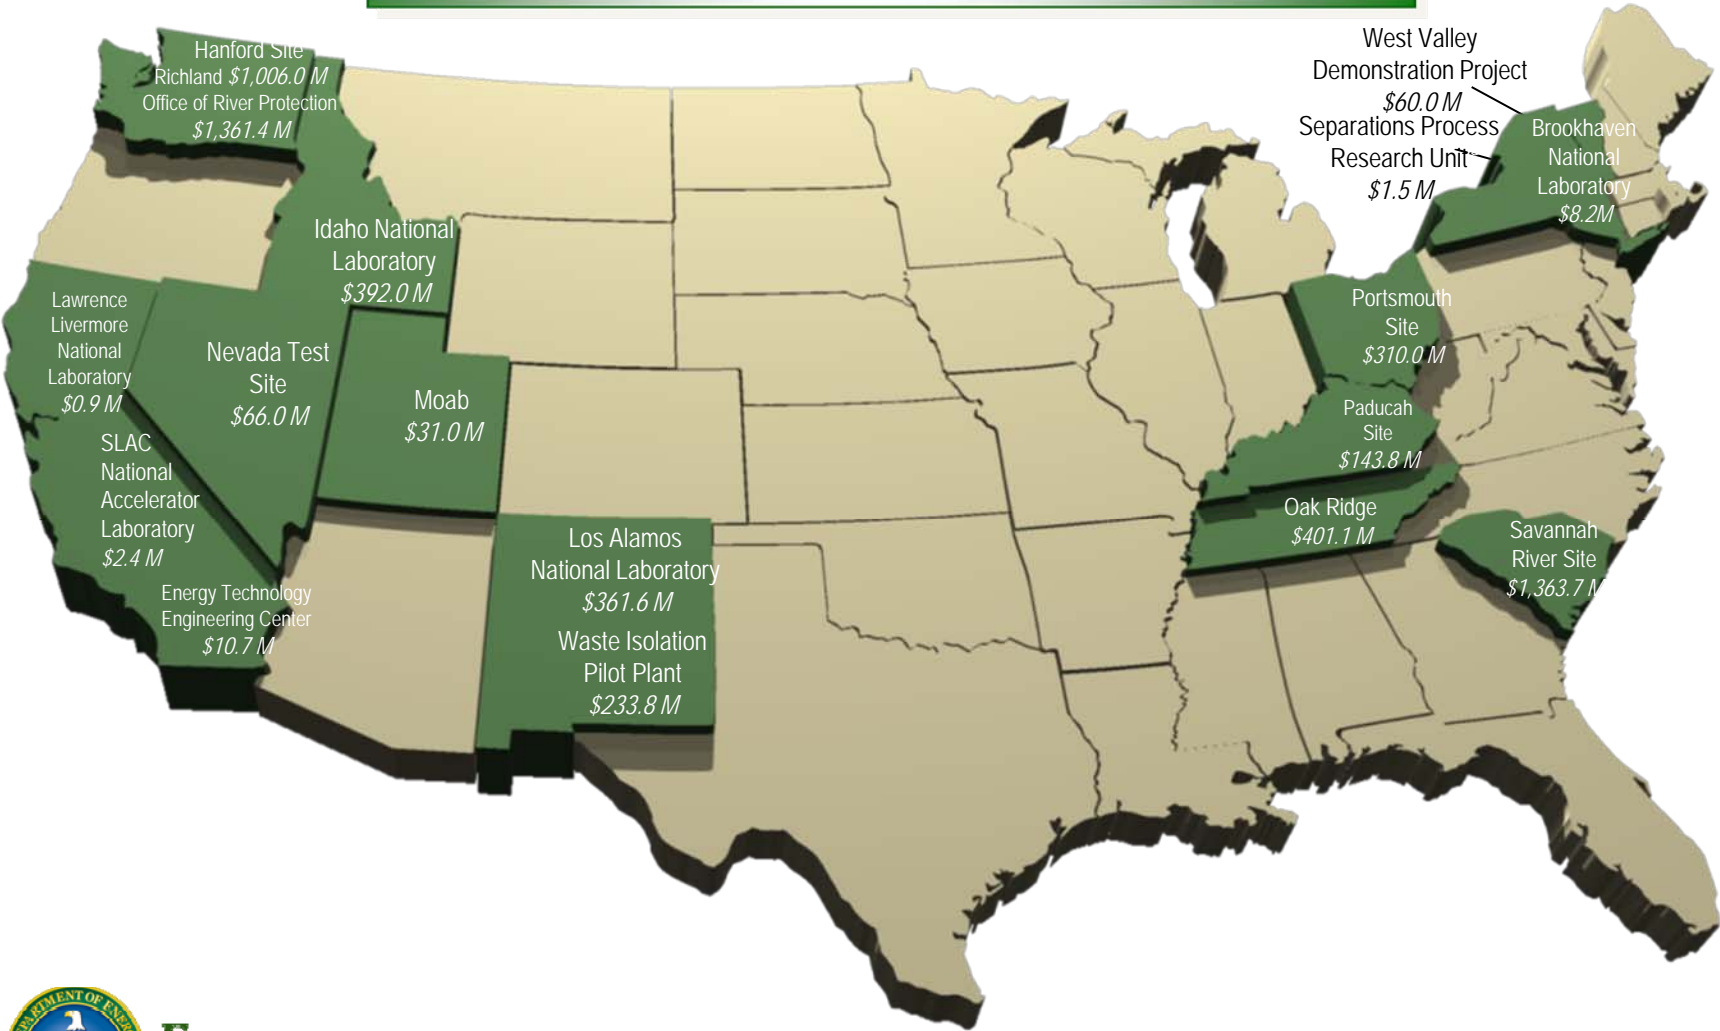 Hanford Site
Richland $1,006.0 M
Office of River Protection
$1,361.4 M
Idaho National
Laboratory
$392.0 M
Lawrence
Livermore
National
Laboratory
$0.9 M
Nevada Test
Site
$66.0 M
Moab
$31.0 M
SLAC
National
Accelerator
Laboratory
$2.4 M
Energy Technology
Engineering Center
$10.7 M
Los Alamos
National Laboratory
$361.6 M
Waste Isolation
Pilot Plant
$233.8 M
West Valley
Demonstration Project
$60.0 M
Separations Process
Research Unit
$1.5 M
Brookhaven
National
Laboratory
$8.2M
Portsmouth
Site
$310.0 M
Paducah
Site
$143.8 M
Oak Ridge
$401.1 M
Savannah
River Site
$1,363.7 M